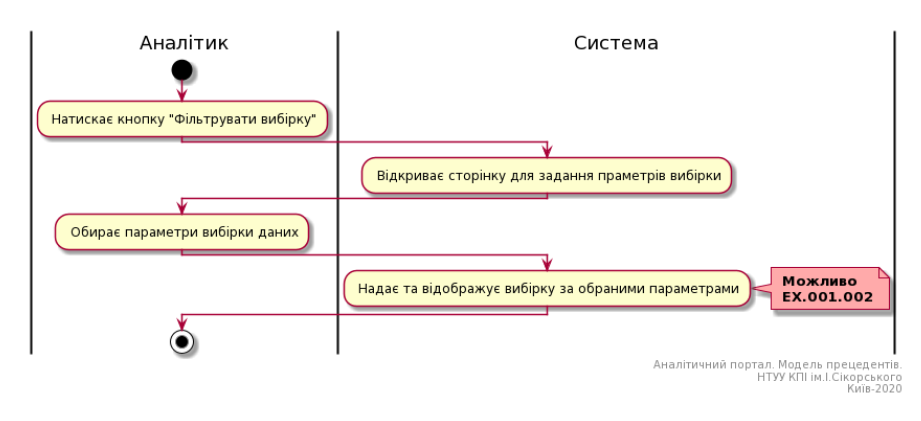 Аналітик
Система
Натискає кнопку "Фільтрувати вибірку"
Відкриває сторінку для задання праметрів вибірки
Обирає параметри вибірки даних
Надає та відображує вибірку за обраними параметрами
Можливо
EX.001.002
Аналітичний портал. Модель прецедентів.
НТУУ КПІ ім.І.Сікорського
Київ-2020